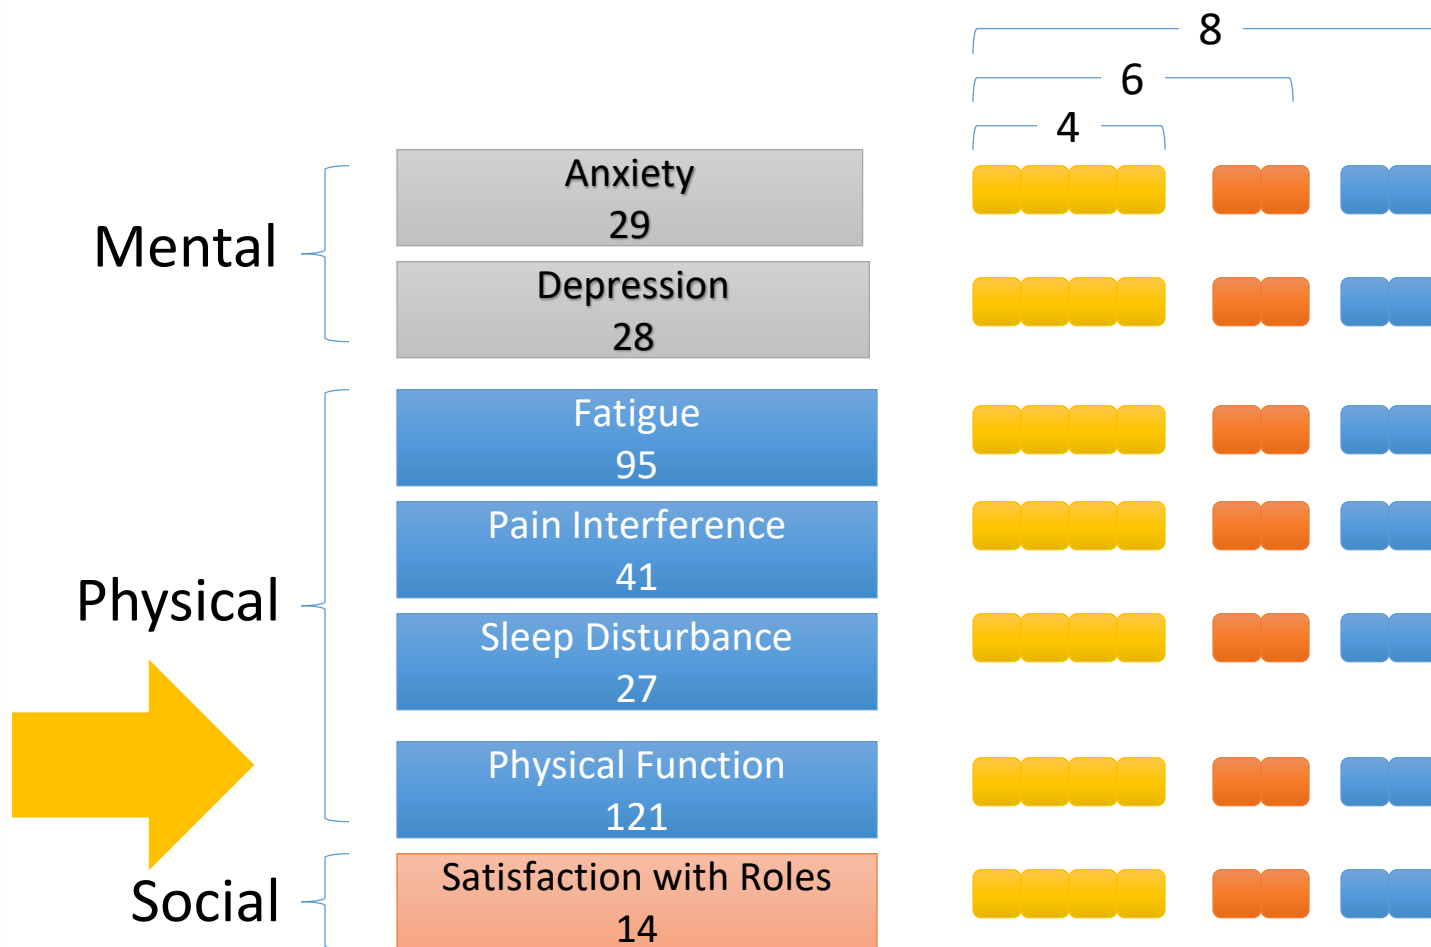 8
6
4
Mental
Anxiety
29
Depression
28
Physical
Fatigue
95
Pain Interference
41
Sleep Disturbance
27
Physical Function
121
Social
Satisfaction with Roles
14